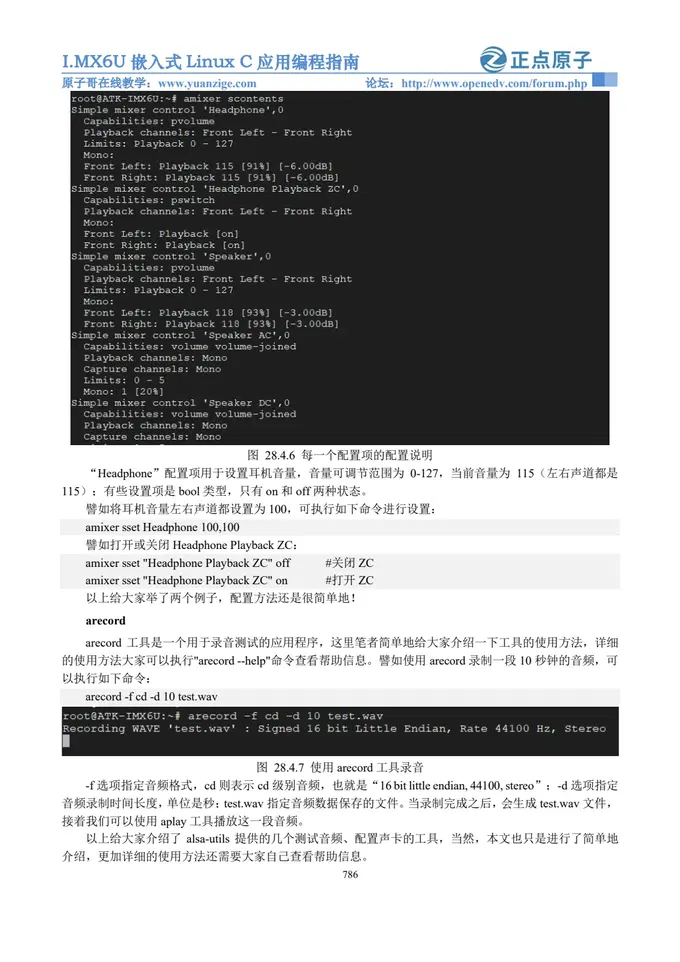 I.MX6U 嵌入式 Linux C 应用编程指南
正点原子
原子哥在线教学：www.yuanzige.com 论坛：http://www.openedv.com/forum.php
root@ATK-IMX6U:~# amixer scontents
Simple mixer control 'Headphone',0
  Capabilities: pvolume
  Playback channels: Front Left - Front Right
  Limits: Playback 0 - 127
  Mono:
  Front Left: Playback 115 [91%] [-6.00dB]
  Front Right: Playback 115 [91%] [-6.00dB]
Simple mixer control 'Headphone Playback ZC',0
  Capabilities: pswitch
  Playback channels: Front Left - Front Right
  Mono:
  Front Left: Playback [on]
  Front Right: Playback [on]
Simple mixer control 'Speaker',0
  Capabilities: pvolume
  Playback channels: Front Left - Front Right
  Limits: Playback 0 - 127
  Mono:
  Front Left: Playback 118 [93%] [-3.00dB]
  Front Right: Playback 118 [93%] [-3.00dB]
Simple mixer control 'Speaker AC',0
  Capabilities: volume volume-joined
  Playback channels: Mono
  Capture channels: Mono
  Limits: 0 - 5
  Mono: 1 [20%]
Simple mixer control 'Speaker DC',0
  Capabilities: volume volume-joined
  Playback channels: Mono
  Capture channels: Mono
图 28.4.6 每一个配置项的配置说明
“Headphone”配置项用于设置耳机音量，音量可调节范围为 0-127，当前音量为 115（左右声道都是
115）；有些设置项是 bool 类型，只有 on 和 off 两种状态。
譬如将耳机音量左右声道都设置为 100，可执行如下命令进行设置：
amixer sset Headphone 100,100
譬如打开或关闭 Headphone Playback ZC：
amixer sset "Headphone Playback ZC" off #关闭 ZC
amixer sset "Headphone Playback ZC" on #打开 ZC
以上给大家举了两个例子，配置方法还是很简单地！
arecord
arecord 工具是一个用于录音测试的应用程序，这里笔者简单地给大家介绍一下工具的使用方法，详细
的使用方法大家可以执行"arecord --help"命令查看帮助信息。譬如使用 arecord 录制一段 10 秒钟的音频，可
以执行如下命令：
arecord -f cd -d 10 test.wav
root@ATK-IMX6U:~# arecord -f cd -d 10 test.wav
Recording WAVE 'test.wav' : Signed 16 bit Little Endian, Rate 44100 Hz, Stereo
图 28.4.7 使用 arecord 工具录音
-f 选项指定音频格式，cd 则表示 cd 级别音频，也就是“16 bit little endian, 44100, stereo”；-d 选项指定
音频录制时间长度，单位是秒；test.wav 指定音频数据保存的文件。当录制完成之后，会生成 test.wav 文件，
接着我们可以使用 aplay 工具播放这一段音频。
以上给大家介绍了 alsa-utils 提供的几个测试音频、配置声卡的工具，当然，本文也只是进行了简单地
介绍，更加详细的使用方法还需要大家自己查看帮助信息。
786